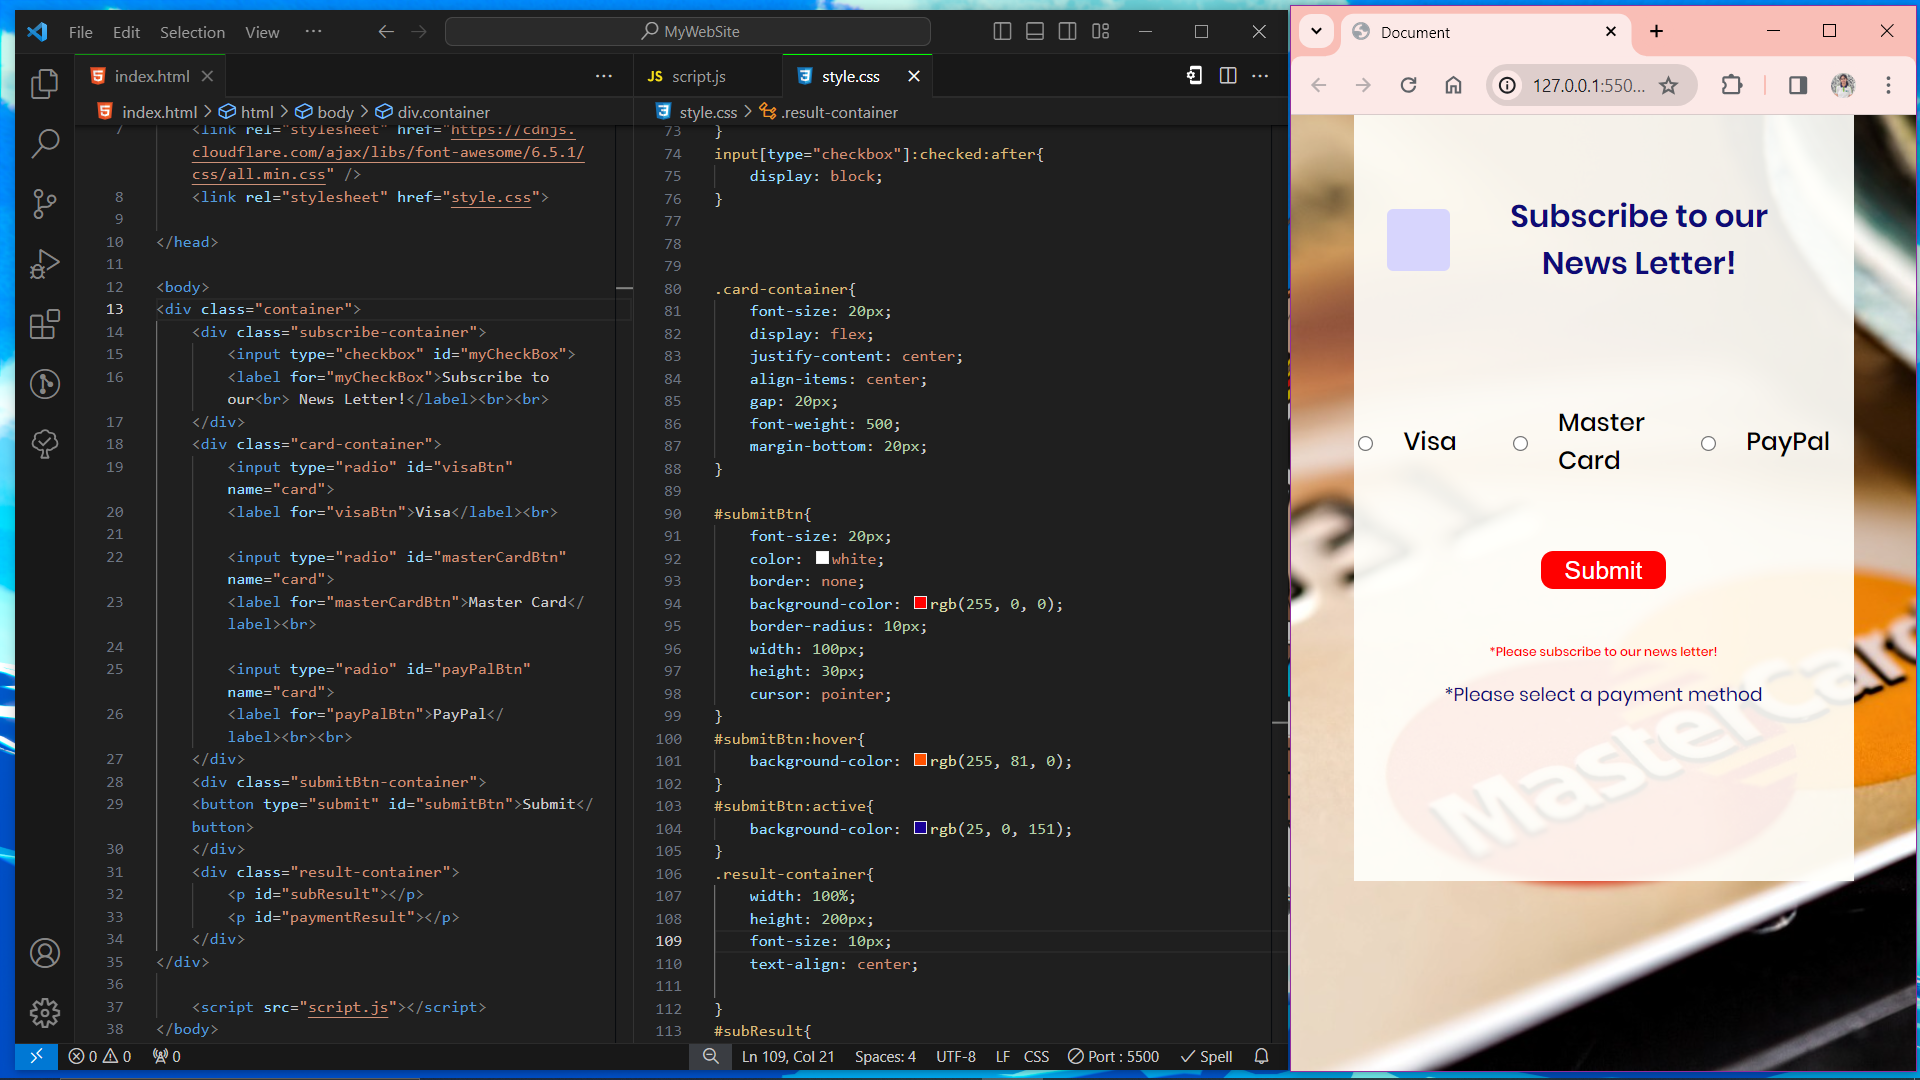 File Edit Selection View ··· MyWebSite
index.html
index.html > html > body > div.container
7 <link rel="stylesheet" href="https://cdnjs.
cloudflare.com/ajax/libs/font-awesome/6.5.1/
css/all.min.css" />
8 <link rel="stylesheet" href="style.css">
9
10 </head>
11
12 <body>
13 <div class="container">
14 <div class="subscribe-container">
15 <input type="checkbox" id="myCheckBox">
16 <label for="myCheckBox">Subscribe to
our<br> News Letter!</label><br><br>
17 </div>
18 <div class="card-container">
19 <input type="radio" id="visaBtn"
name="card">
20 <label for="visaBtn">Visa</label><br>
21
22 <input type="radio" id="masterCardBtn"
name="card">
23 <label for="masterCardBtn">Master Card</
label><br>
24
25 <input type="radio" id="payPalBtn"
name="card">
26 <label for="payPalBtn">PayPal</
label><br><br>
27 </div>
28 <div class="submitBtn-container">
29 <button type="submit" id="submitBtn">Submit</
button>
30 </div>
31 <div class="result-container">
32 <p id="subResult"></p>
33 <p id="paymentResult"></p>
34 </div>
35 </div>
36
37 <script src="script.js"></script>
38 </body>
JS script.js style.css
style.css > .result-container
73 }
74 input[type="checkbox"]:checked:after{
75 display: block;
76 }
77
78
79
80 .card-container{
81 font-size: 20px;
82 display: flex;
83 justify-content: center;
84 align-items: center;
85 gap: 20px;
86 font-weight: 500;
87 margin-bottom: 20px;
88 }
89
90 #submitBtn{
91 font-size: 20px;
92 color: white;
93 border: none;
94 background-color: rgb(255, 0, 0);
95 border-radius: 10px;
96 width: 100px;
97 height: 30px;
98 cursor: pointer;
99 }
100 #submitBtn:hover{
101 background-color: rgb(255, 81, 0);
102 }
103 #submitBtn:active{
104 background-color: rgb(25, 0, 151);
105 }
106 .result-container{
107 width: 100%;
108 height: 200px;
109 font-size: 10px;
110 text-align: center;
111
112 }
113 #subResult{
0 0 0 Ln 109, Col 21 Spaces: 4 UTF-8 LF CSS Port : 5500 Spell
Document
127.0.0.1:550...
Subscribe to our
News Letter!
Visa
Master
Card
PayPal
Submit
*Please subscribe to our news letter!
*Please select a payment method
MasterCard